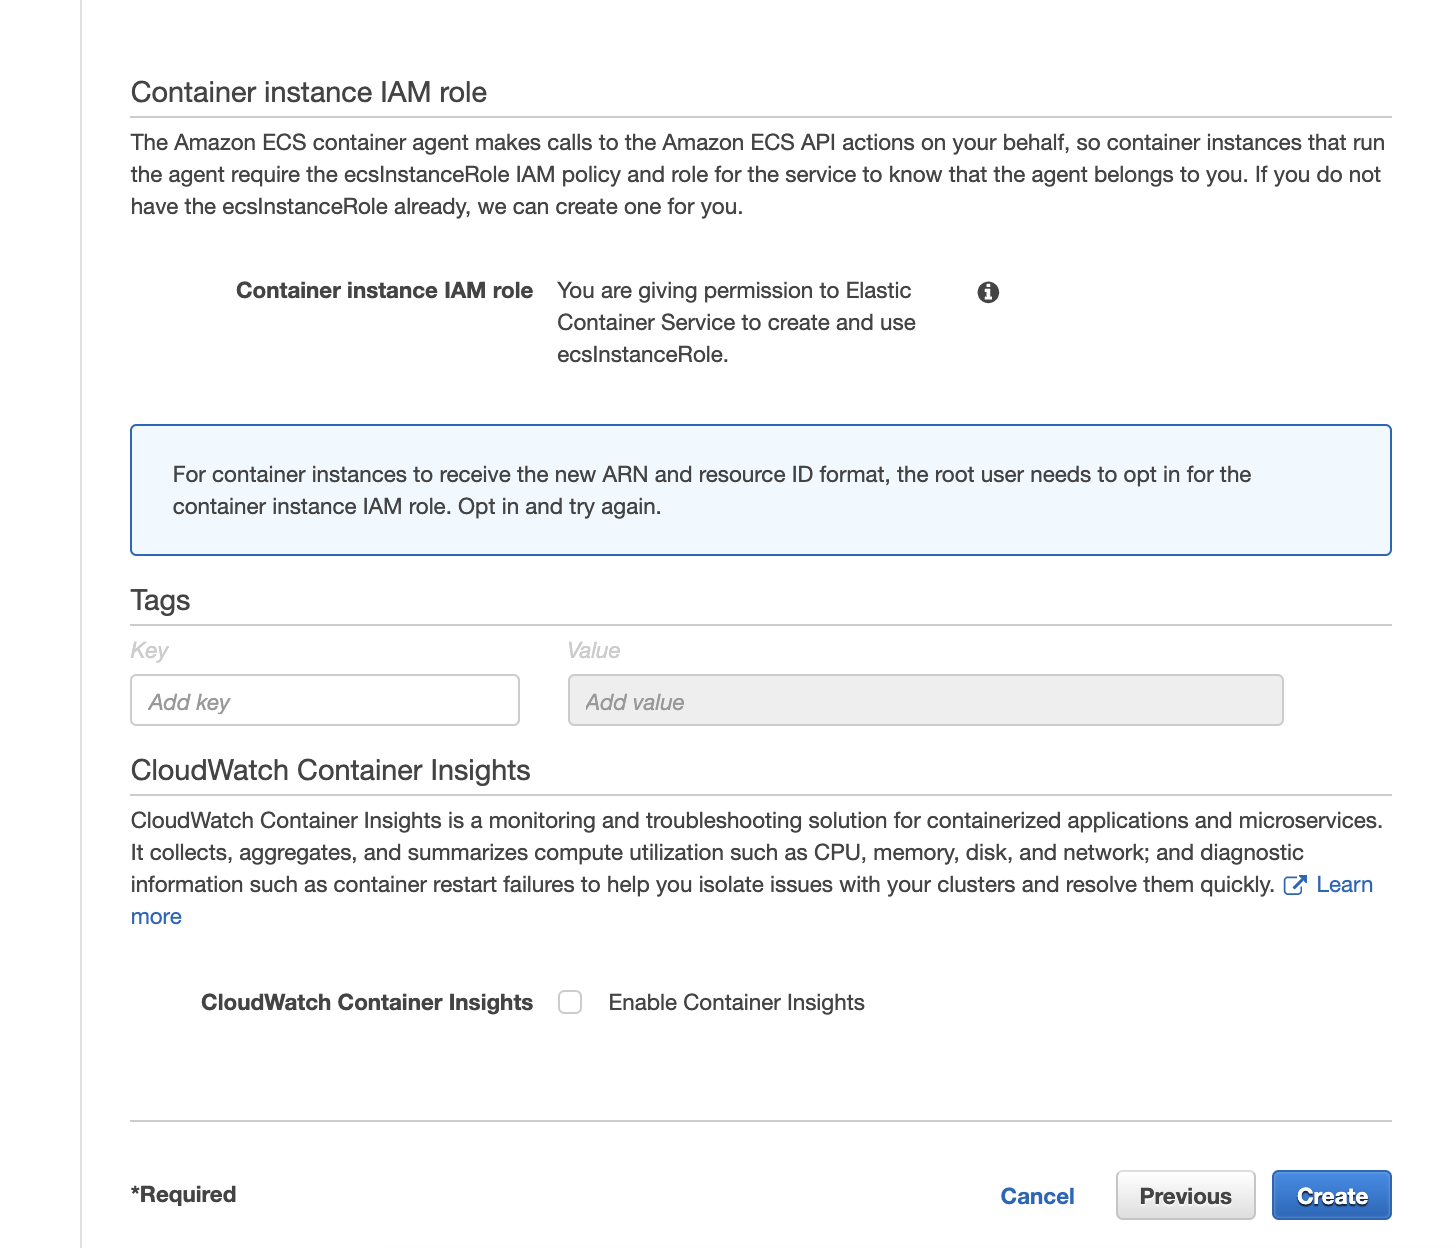 Container instance IAM role
The Amazon ECS container agent makes calls to the Amazon ECS API actions on your behalf, so container instances that run
the agent require the ecsInstanceRole IAM policy and role for the service to know that the agent belongs to you. If you do not
have the ecsInstanceRole already, we can create one for you.
Container instance IAM role You are giving permission to Elastic
Container Service to create and use
ecsInstanceRole.
For container instances to receive the new ARN and resource ID format, the root user needs to opt in for the
container instance IAM role. Opt in and try again.
Tags
Key Value
Add key Add value
CloudWatch Container Insights
CloudWatch Container Insights is a monitoring and troubleshooting solution for containerized applications and microservices.
It collects, aggregates, and summarizes compute utilization such as CPU, memory, disk, and network; and diagnostic
information such as container restart failures to help you isolate issues with your clusters and resolve them quickly. Learn
more
CloudWatch Container Insights Enable Container Insights
*Required Cancel Previous Create